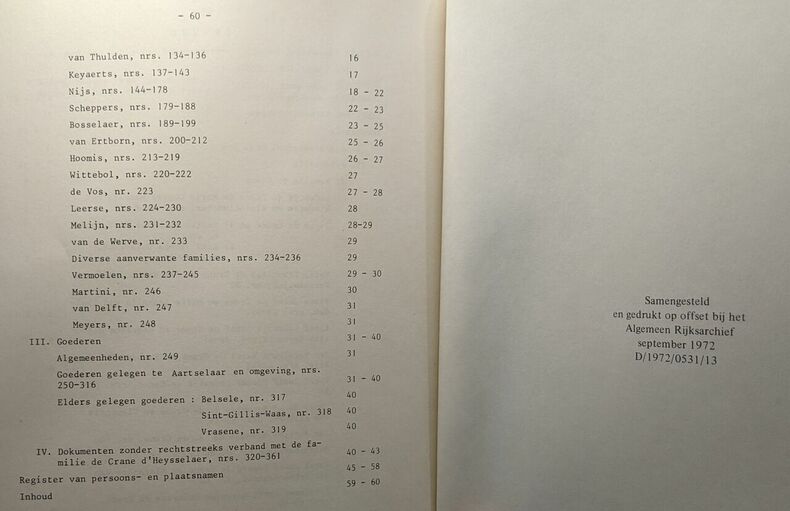 - 60 -
van Thulden, nrs. 134-136 16
Keyaerts, nrs. 137-143 17
Nijs, nrs. 144-178 18 - 22
Scheppers, nrs. 179-188 22 - 23
Bosselaer, nrs. 189-199 23 - 25
van Ertborn, nrs. 200-212 25 - 26
Hoomis, nrs. 213-219 26 - 27
Wittebol, nrs. 220-222 27
de Vos, nr. 223 27 - 28
Leerse, nrs. 224-230 28
Melijn, nrs. 231-232 28-29
van de Werve, nr. 233 29
Diverse aanverwante families, nrs. 234-236 29
Vermoelen, nrs. 237-245 29 - 30
Martini, nr. 246 30
van Delft, nr. 247 31
Meyers, nr. 248 31
III. Goederen 31 - 40
Algemeenheden, nr. 249 31
Goederen gelegen te Aartselaar en omgeving, nrs.
250-316 31 - 40
Elders gelegen goederen : Belsele, nr. 317 40
Sint-Gillis-Waas, nr. 318 40
Vrasene, nr. 319 40
IV. Dokumenten zonder rechtstreeks verband met de fa-
milie de Crane d'Heysselaer, nrs. 320-361 40 - 43
Register van persoons- en plaatsnamen 45 - 58
Inhoud 59 - 60
Samengesteld
en gedrukt op offset bij het
Algemeen Rijksarchief
september 1972
D/1972/0531/13